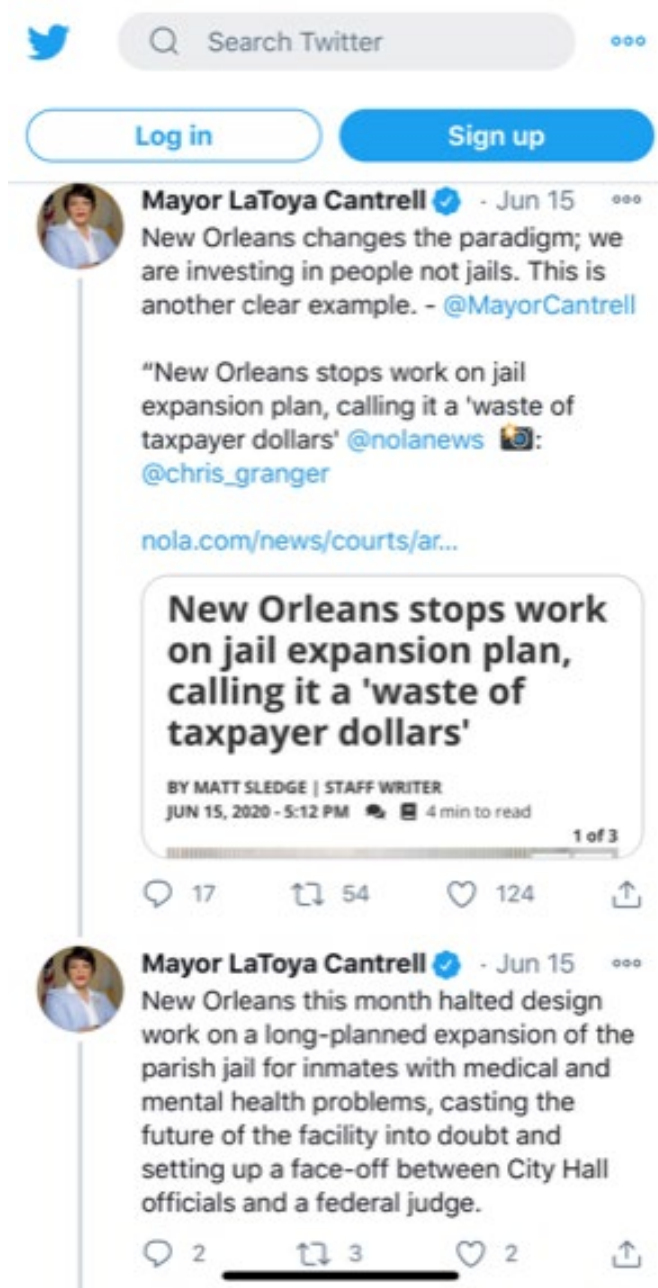 Search Twitter
Log in
Sign up
Mayor LaToya Cantrell · Jun 15
New Orleans changes the paradigm; we
are investing in people not jails. This is
another clear example. - @MayorCantrell
“New Orleans stops work on jail
expansion plan, calling it a 'waste of
taxpayer dollars' @nolanews 📸:
@chris_granger
nola.com/news/courts/ar...
New Orleans stops work
on jail expansion plan,
calling it a 'waste of
taxpayer dollars'
BY MATT SLEDGE | STAFF WRITER
JUN 15, 2020 - 5:12 PM 4 min to read
1 of 3
17 54 124
Mayor LaToya Cantrell · Jun 15
New Orleans this month halted design
work on a long-planned expansion of the
parish jail for inmates with medical and
mental health problems, casting the
future of the facility into doubt and
setting up a face-off between City Hall
officials and a federal judge.
2 3 2